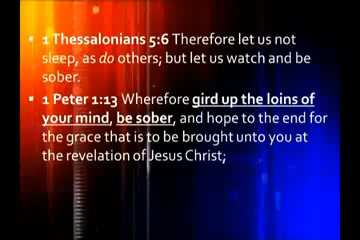 • 1 Thessalonians 5:6 Therefore let us not
sleep, as do others; but let us watch and be
sober.
• 1 Peter 1:13 Wherefore gird up the loins of
your mind, be sober, and hope to the end for
the grace that is to be brought unto you at
the revelation of Jesus Christ;